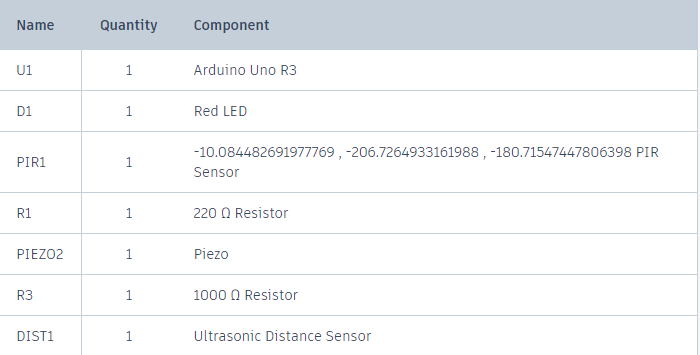 Name Quantity Component
U1 1 Arduino Uno R3
D1 1 Red LED
PIR1 1 -10.084482691977769 , -206.7264933161988 , -180.71547447806398 PIR
Sensor
R1 1 220 Ω Resistor
PIEZO2 1 Piezo
R3 1 1000 Ω Resistor
DIST1 1 Ultrasonic Distance Sensor